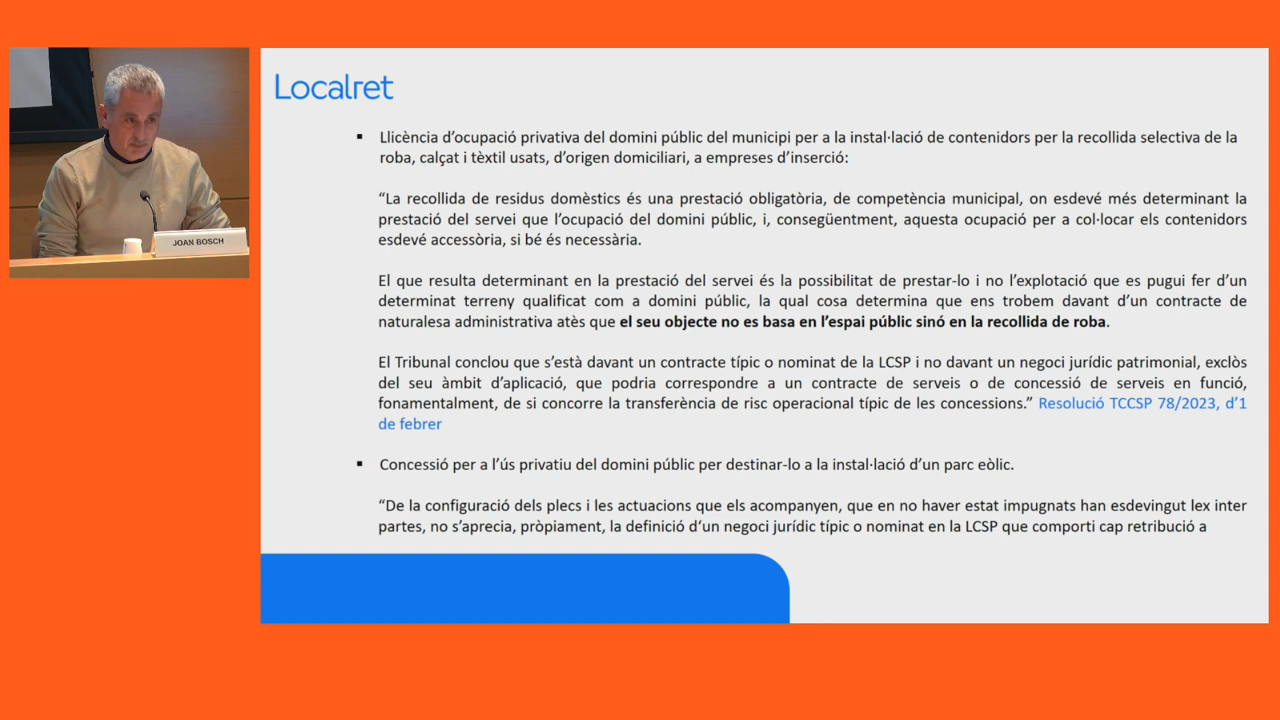 JOAN BOSCH
Localret
▪ Llicència d’ocupació privativa del domini públic del municipi per a la instal·lació de contenidors per la recollida selectiva de la
roba, calçat i tèxtil usats, d’origen domiciliari, a empreses d’inserció:
“La recollida de residus domèstics és una prestació obligatòria, de competència municipal, on esdevé més determinant la
prestació del servei que l’ocupació del domini públic, i, consegüentment, aquesta ocupació per a col·locar els contenidors
esdevé accessòria, si bé és necessària.
El que resulta determinant en la prestació del servei és la possibilitat de prestar-lo i no l’explotació que es pugui fer d’un
determinat terreny qualificat com a domini públic, la qual cosa determina que ens trobem davant d’un contracte de
naturalesa administrativa atès que el seu objecte no es basa en l’espai públic sinó en la recollida de roba.
El Tribunal conclou que s’està davant un contracte típic o nominat de la LCSP i no davant un negoci jurídic patrimonial, exclòs
del seu àmbit d’aplicació, que podria correspondre a un contracte de serveis o de concessió de serveis en funció,
fonamentalment, de si concorre la transferència de risc operacional típic de les concessions.” Resolució TCCSP 78/2023, d’1
de febrer
▪ Concessió per a l’ús privatiu del domini públic per destinar-lo a la instal·lació d’un parc eòlic.
“De la configuració dels plecs i les actuacions que els acompanyen, que en no haver estat impugnats han esdevingut lex inter
partes, no s’aprecia, pròpiament, la definició d‘un negoci jurídic típic o nominat en la LCSP que comporti cap retribució a